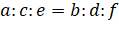 a:c:e = b:d:f